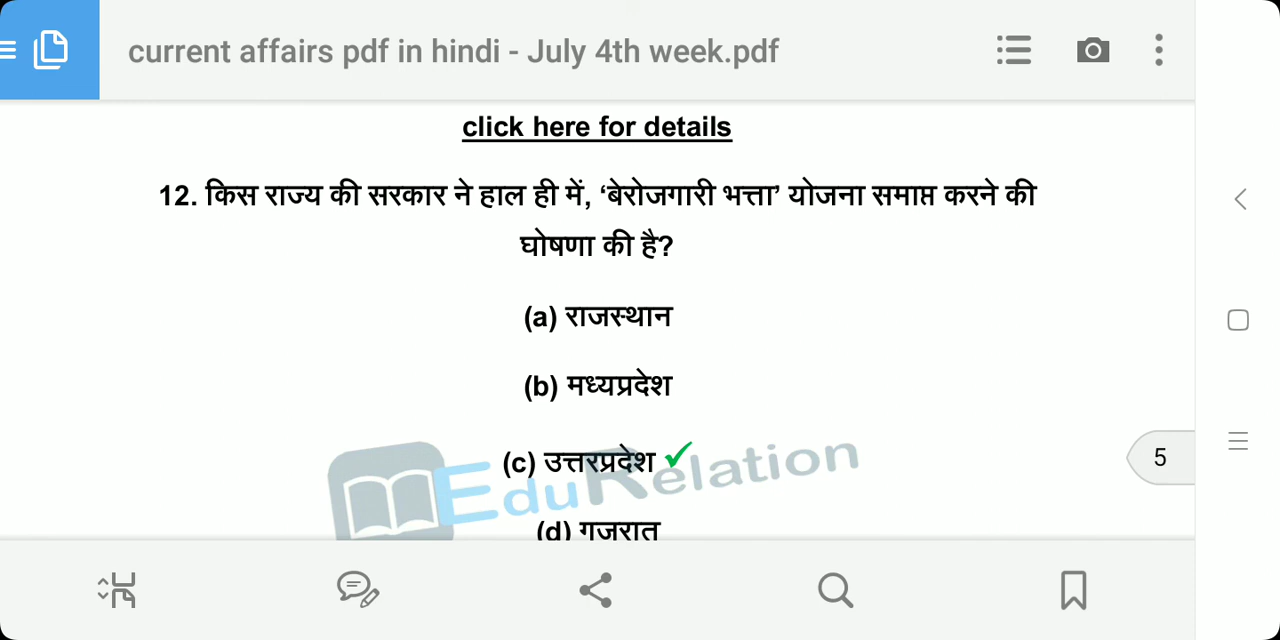 current affairs pdf in hindi - July 4th week.pdf
click here for details
12. किस राज्य की सरकार ने हाल ही में, ‘बेरोजगारी भत्ता’ योजना समाप्त करने की
घोषणा की है?
(a) राजस्थान
(b) मध्यप्रदेश
(c) उत्तरप्रदेश
EduRelation
5
(d) गुजरात